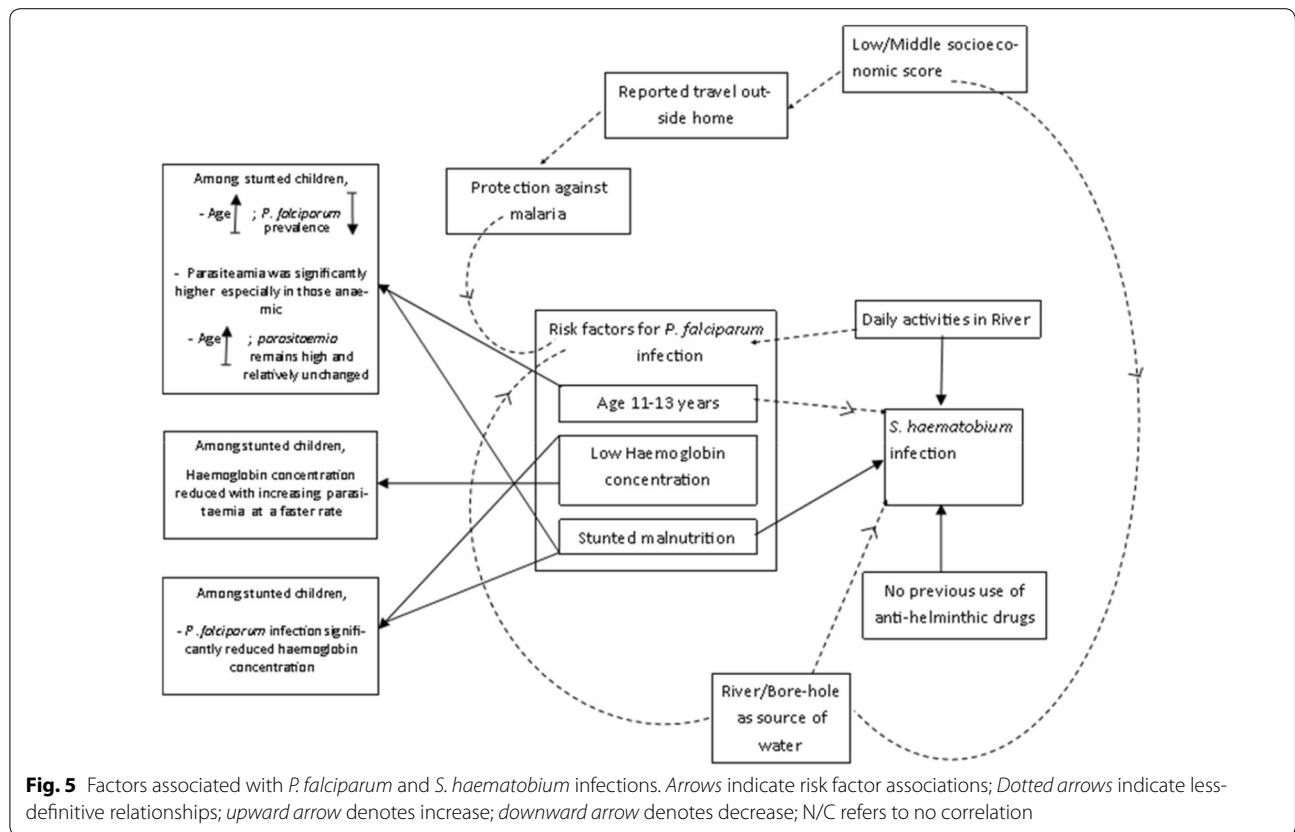 Low/Middle socioeco-
nomic score
Reported travel out-
side home
Protection against
malaria
Among stunted children,
- Age ; P. falciparum
prevalence
- Parasiteamia was significantly
higher especially in those anae-
mic
- Age ; parasitaemia
remains high and
relatively unchanged
Among stunted children,
Haemoglobin concentration
reduced with increasing parasi-
taemia at a faster rate
Among stunted children,
- P. falciparum infection signifi-
cantly reduced haemoglobin
concentration
Risk factors for P. falciparum
infection
Age 11-13 years
Low Haemoglobin
concentration
Stunted malnutrition
Daily activities in River
S. haematobium
infection
No previous use of
anti-helminthic drugs
River/Bore-hole
as source of
water
Fig. 5 Factors associated with P. falciparum and S. haematobium infections. Arrows indicate risk factor associations; Dotted arrows indicate less-
definitive relationships; upward arrow denotes increase; downward arrow denotes decrease; N/C refers to no correlation